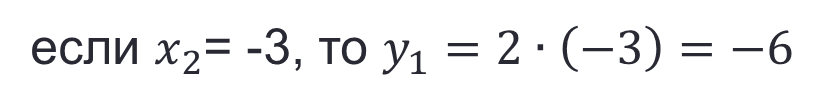 если x₂= -3, то y₁ = 2 · (−3) = −6